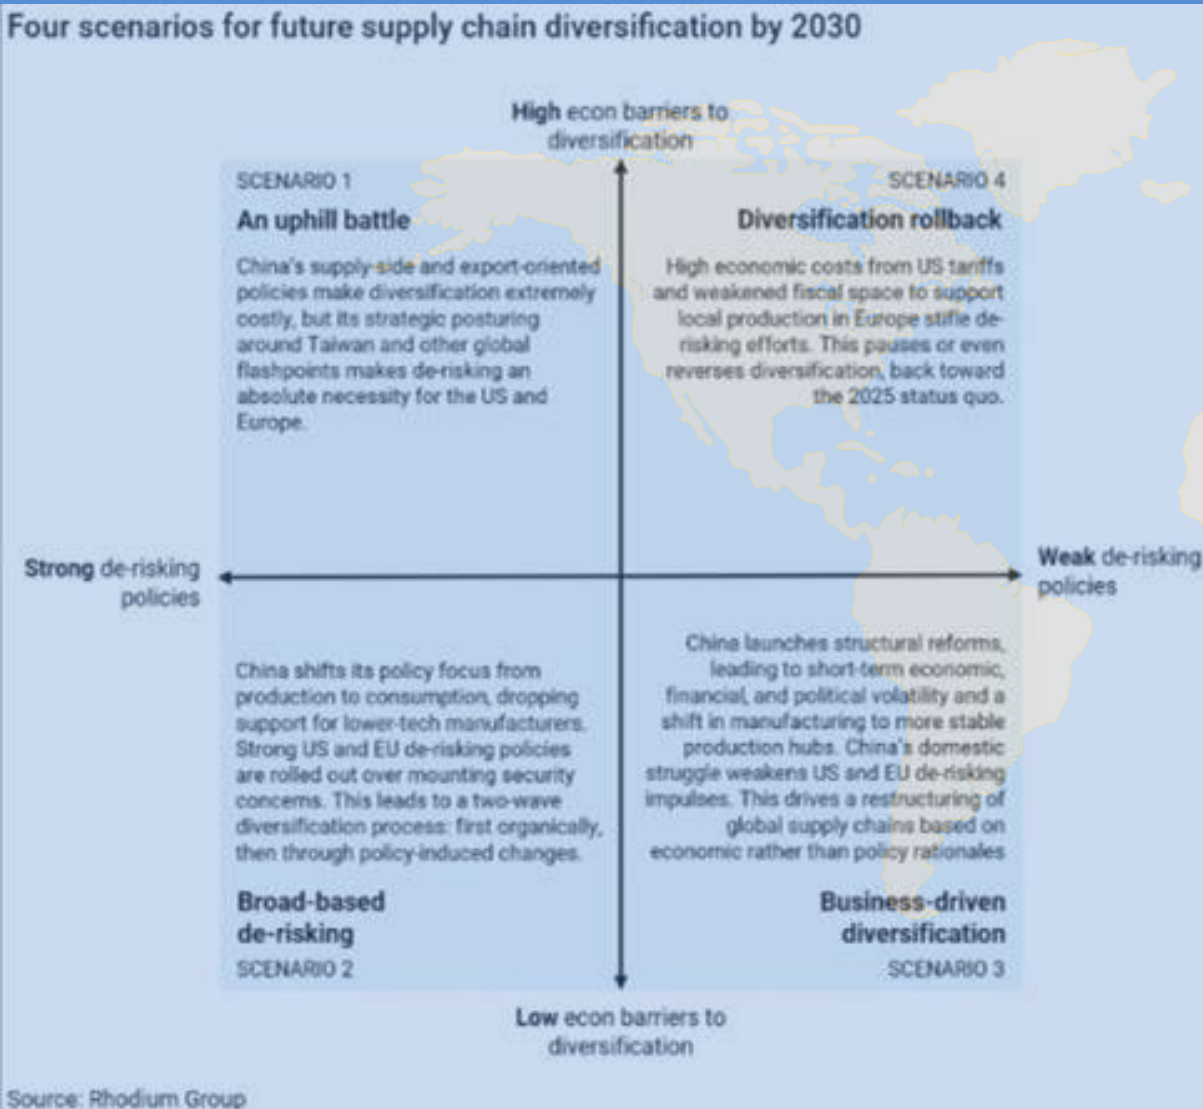 Four scenarios for future supply chain diversification by 2030
High econ barriers to
diversification
SCENARIO 1
An uphill battle
China's supply-side and export-oriented
policies make diversification extremely
costly, but its strategic posturing
around Taiwan and other global
flashpoints makes de-risking an
absolute necessity for the US and
Europe.
SCENARIO 4
Diversification rollback
High economic costs from US tariffs
and weakened fiscal space to support
local production in Europe stifle de-
risking efforts. This pauses or even
reverses diversification, back toward
the 2025 status quo.
Strong de-risking
policies
Weak de-risking
policies
China shifts its policy focus from
production to consumption, dropping
support for lower-tech manufacturers.
Strong US and EU de-risking policies
are rolled out over mounting security
concerns. This leads to a two-wave
diversification process: first organically,
then through policy-induced changes.
Broad-based
de-risking
SCENARIO 2
China launches structural reforms,
leading to short-term economic,
financial, and political volatility and a
shift in manufacturing to more stable
production hubs. China's domestic
struggle weakens US and EU de-risking
impulses. This drives a restructuring of
global supply chains based on
economic rather than policy rationales
Business-driven
diversification
SCENARIO 3
Low econ barriers to
diversification
Source: Rhodium Group